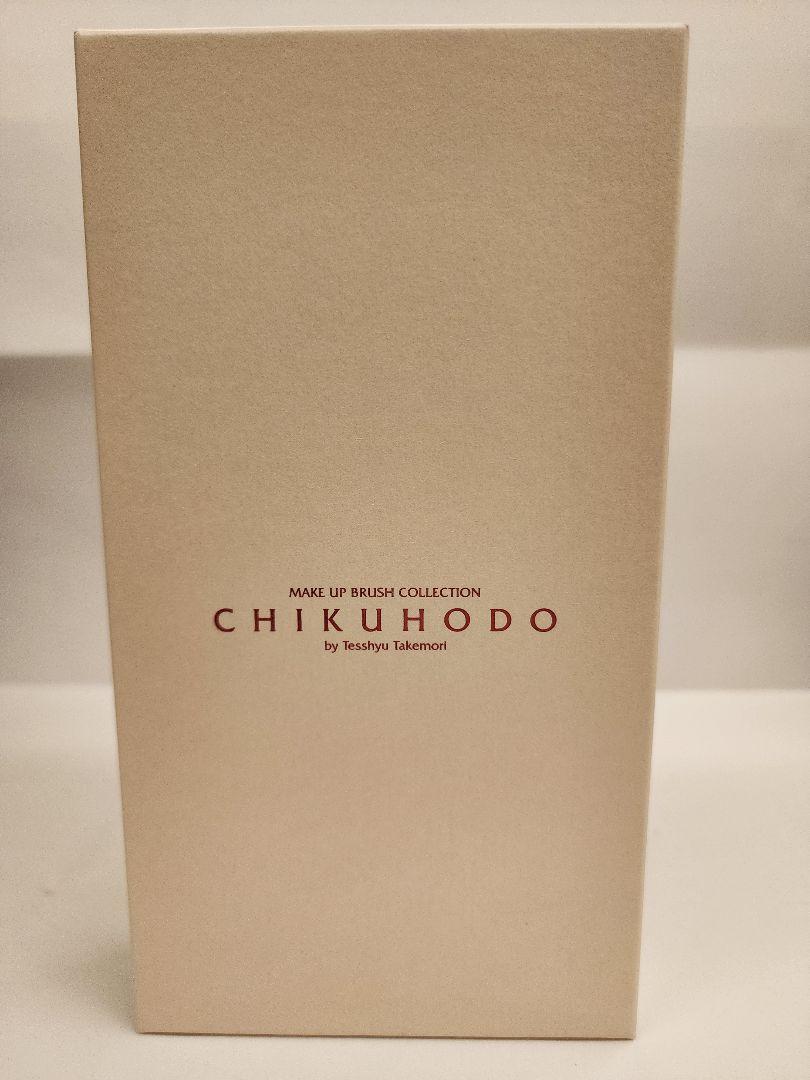 MAKE UP BRUSH COLLECTION
CHIKUHODO
by Tesshyu Takemori